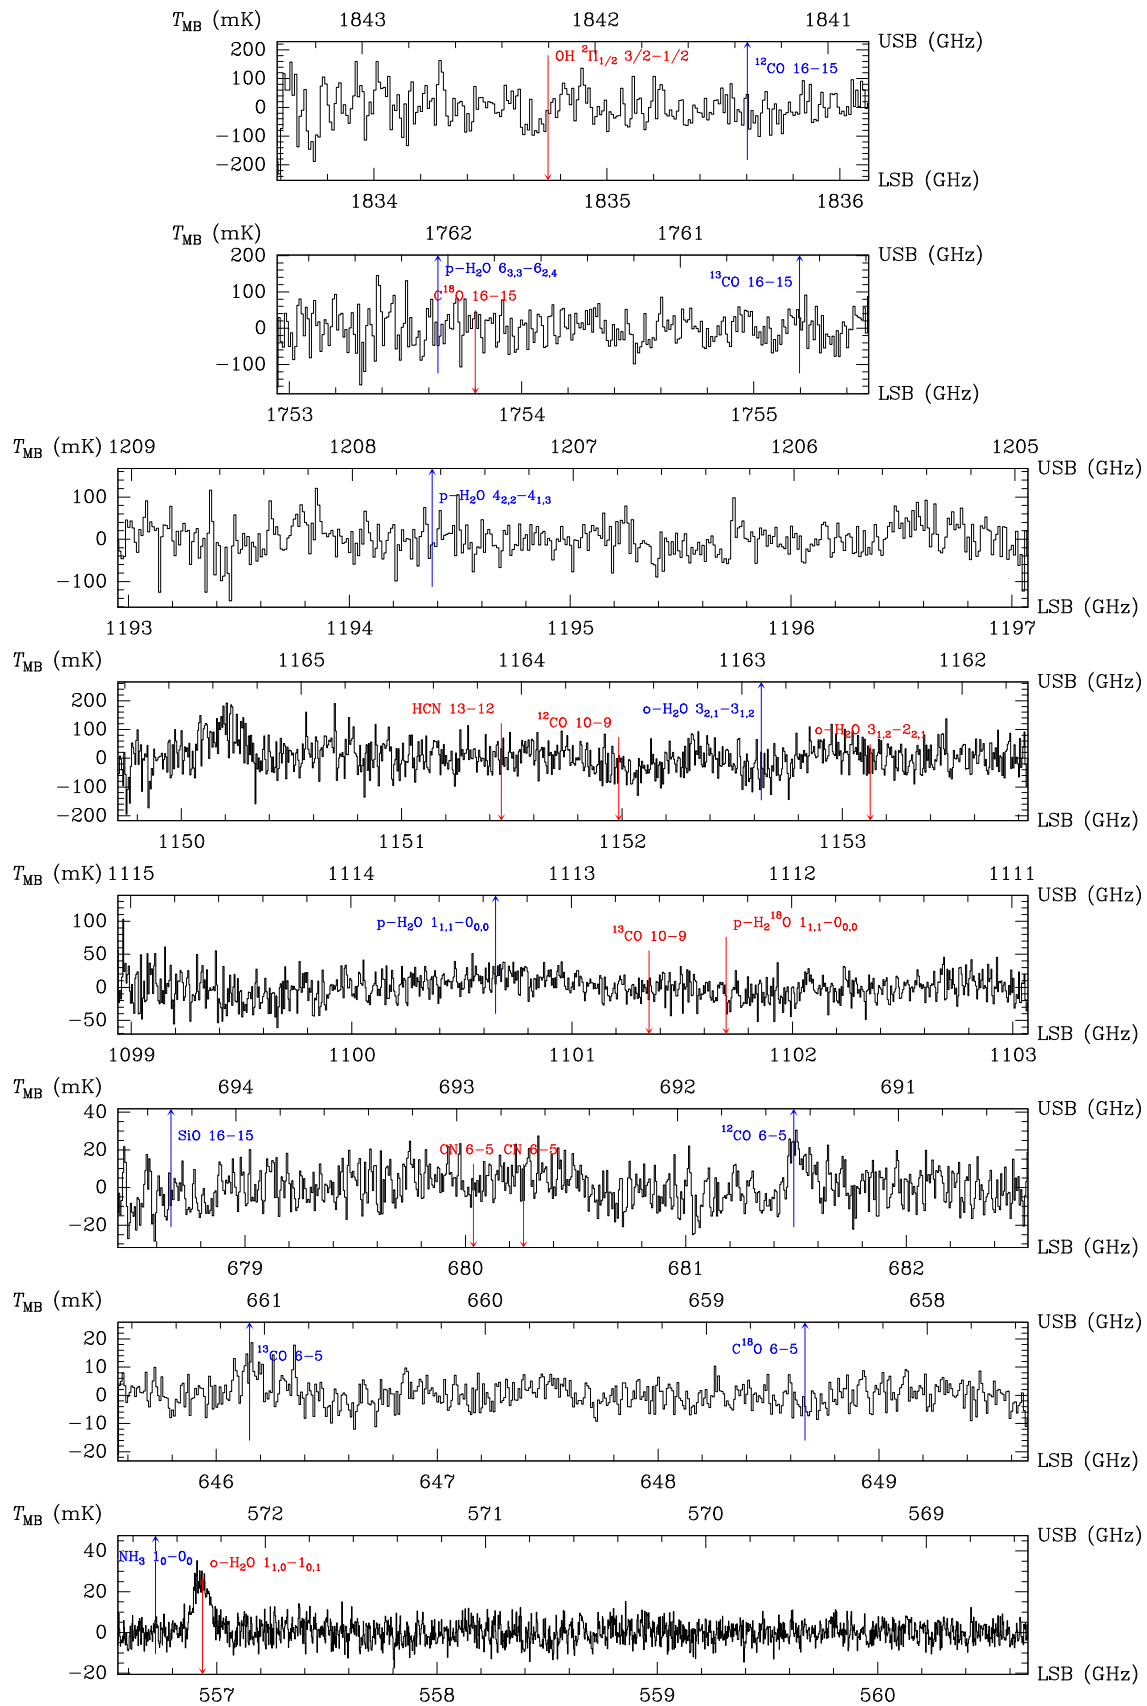 T_MB (mK) 1843 1842 1841 USB (GHz)
200
OH ²Π_1/2 3/2−1/2
¹²CO 16−15
100
0
−100
−200
LSB (GHz)
1834 1835 1836
T_MB (mK) 1762 1761 USB (GHz)
200
p−H₂O 6_3,3−6_2,4
¹³CO 16−15
C¹⁸O 16−15
100
0
−100
LSB (GHz)
1753 1754 1755
T_MB (mK) 1209 1208 1207 1206 1205
USB (GHz)
100
p−H₂O 4_2,2−4_1,3
0
−100
LSB (GHz)
1193 1194 1195 1196 1197
T_MB (mK) 1165 1164 1163 1162 USB (GHz)
200
HCN 13−12
o−H₂O 3_2,1−3_1,2
¹²CO 10−9
o−H₂O 3_1,2−2_2,1
100
0
−100
−200
LSB (GHz)
1150 1151 1152 1153
T_MB (mK) 1115 1114 1113 1112 1111
USB (GHz)
100
p−H₂O 1_1,1−0_0,0
p−H₂¹⁸O 1_1,1−0_0,0
¹³CO 10−9
50
0
−50
LSB (GHz)
1099 1100 1101 1102 1103
T_MB (mK) 694 693 692 691 USB (GHz)
40
SiO 16−15
¹²CO 6−5
CN 6−5 CN 6−5
20
0
−20
LSB (GHz)
679 680 681 682
T_MB (mK) 661 660 659 658 USB (GHz)
20
C¹⁸O 6−5
¹³CO 6−5
10
0
−10
−20
LSB (GHz)
646 647 648 649
T_MB (mK) 572 571 570 569 USB (GHz)
40
NH₃ 1₀−0₀ o−H₂O 1_1,0−1_0,1
20
0
−20
LSB (GHz)
557 558 559 560